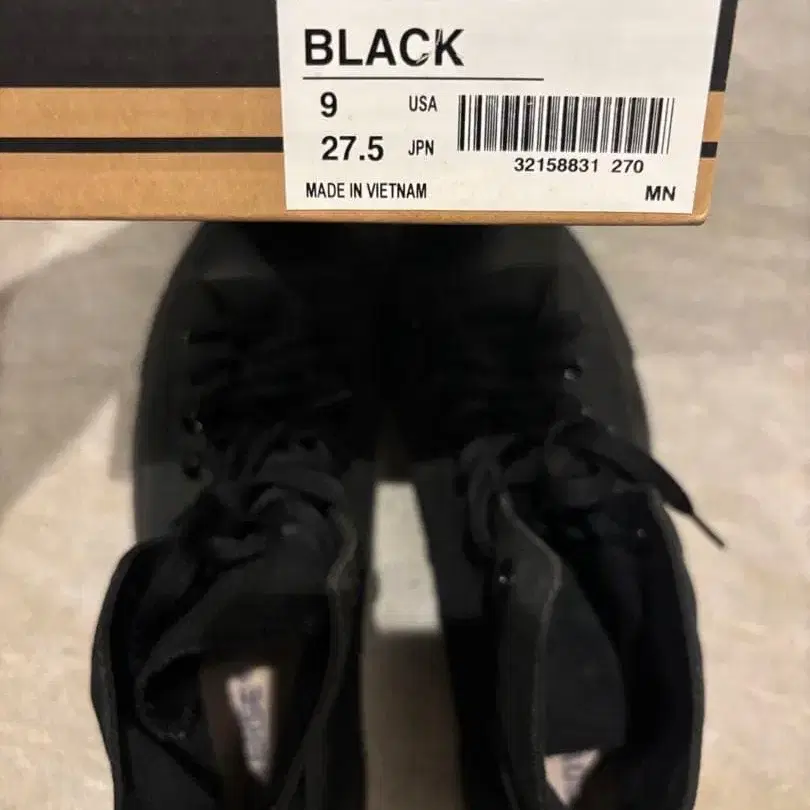 BLACK
9 USA
27.5 JPN
32158831 270
MADE IN VIETNAM
MN